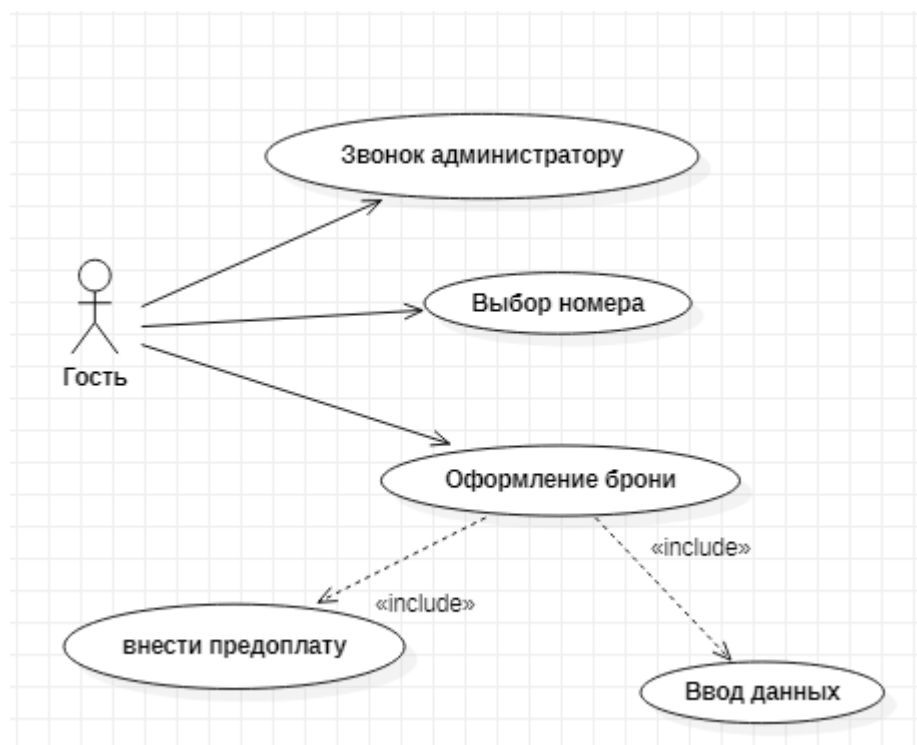 Звонок администратору
Выбор номера
Гость
Оформление брони
«include»
«include»
внести предоплату
Ввод данных